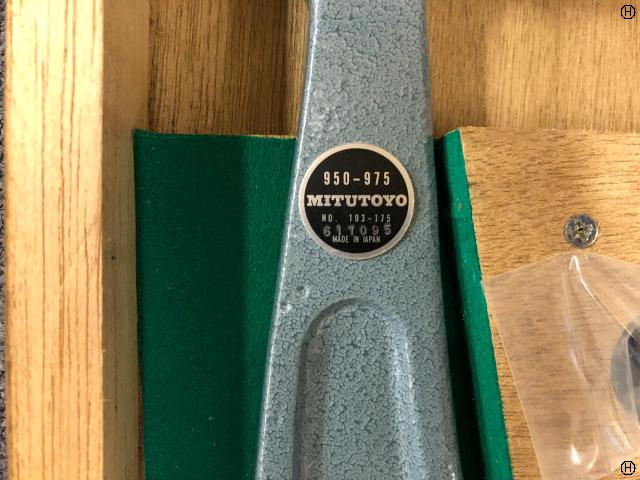 950-975
MITUTOYO
NO. 103-175
617095
MADE IN JAPAN
H
H